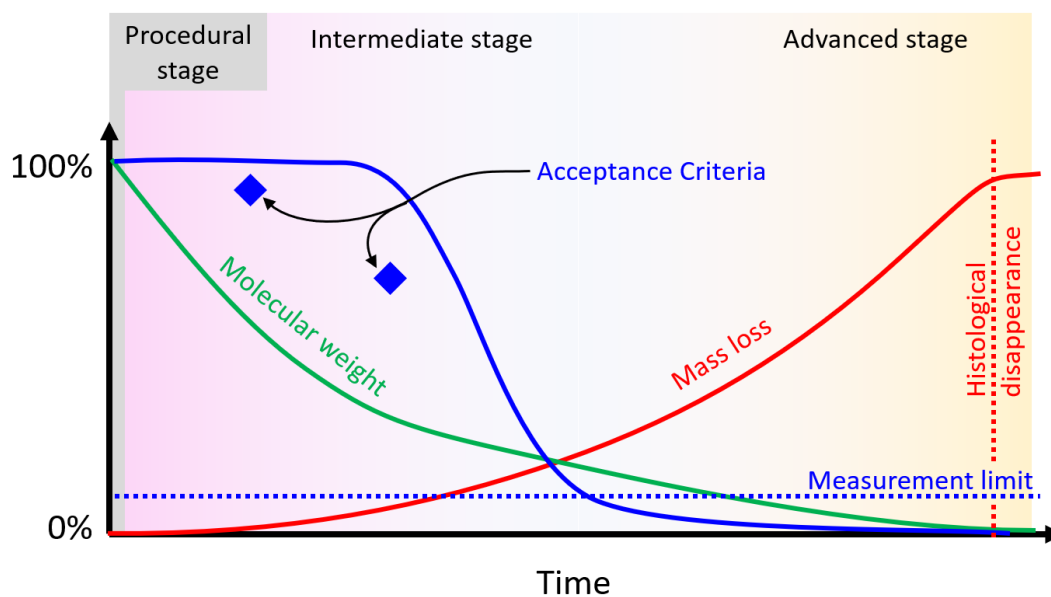 Procedural
stage
Intermediate stage
Advanced stage
100%
Acceptance Criteria
Molecular weight
Mass loss
Histological
disappearance
Measurement limit
0%
Time